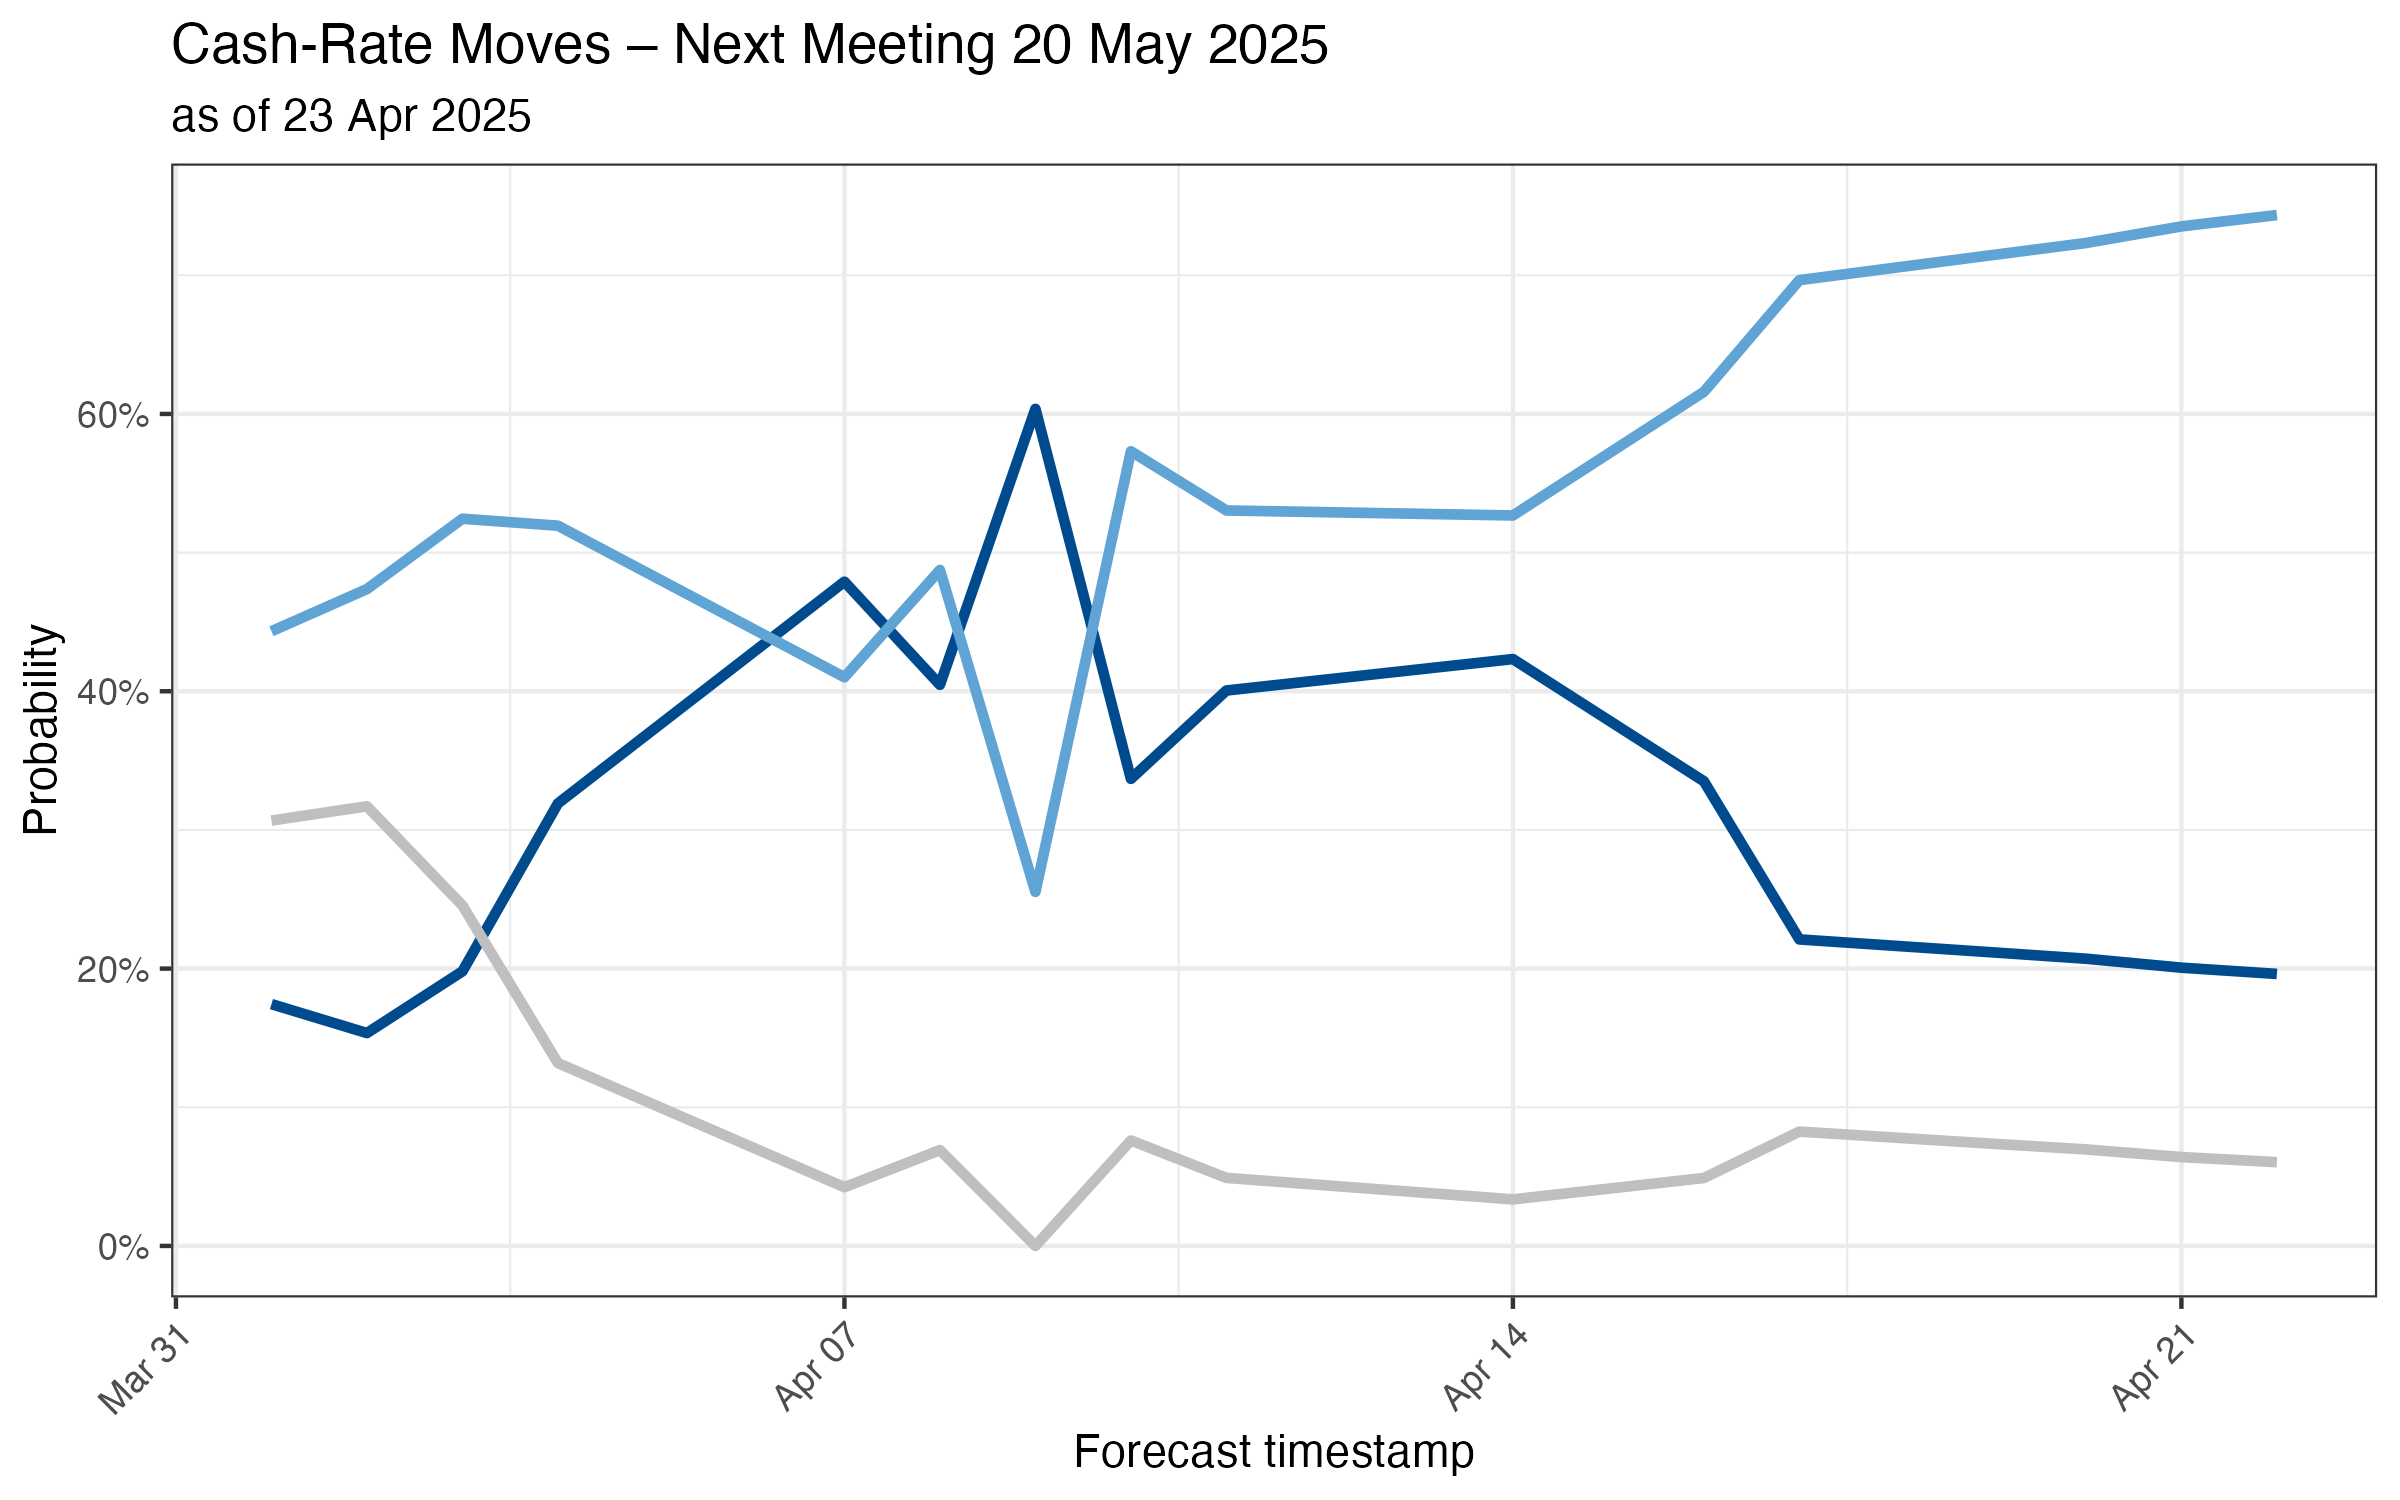 Cash-Rate Moves – Next Meeting 20 May 2025
as of 23 Apr 2025
Probability
60%
40%
20%
0%
Mar 31
Apr 07
Apr 14
Apr 21
Forecast timestamp